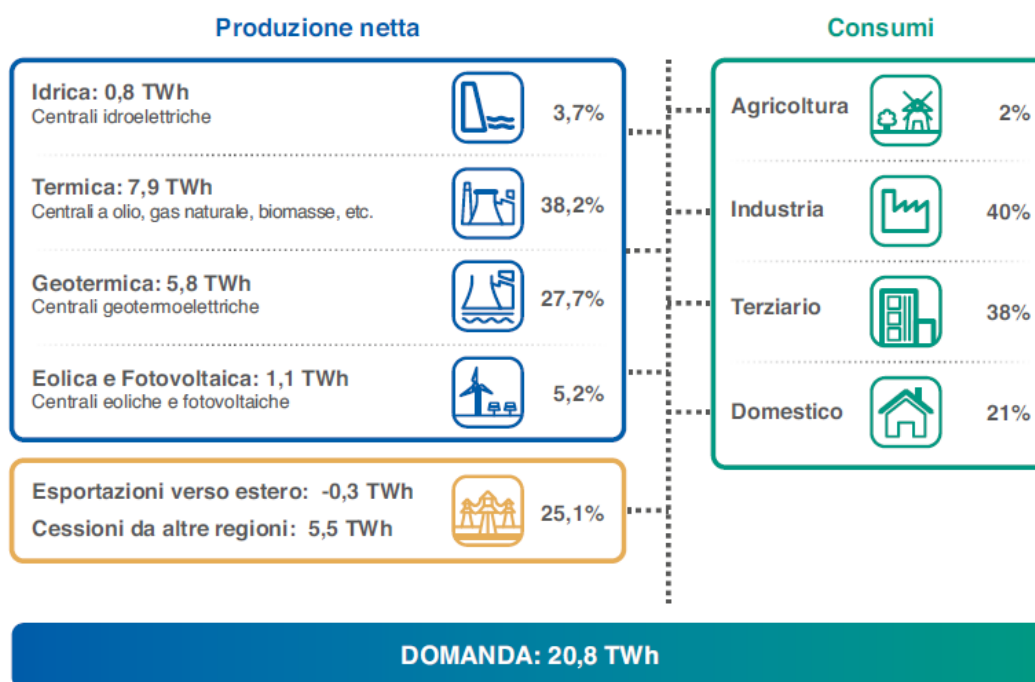 Produzione netta
Idrica: 0,8 TWh
Centrali idroelettriche
3,7%
Termica: 7,9 TWh
Centrali a olio, gas naturale, biomasse, etc.
38,2%
Geotermica: 5,8 TWh
Centrali geotermoelettriche
27,7%
Eolica e Fotovoltaica: 1,1 TWh
Centrali eoliche e fotovoltaiche
5,2%
Esportazioni verso estero: -0,3 TWh
Cessioni da altre regioni: 5,5 TWh
25,1%
Consumi
Agricoltura 2%
Industria 40%
Terziario 38%
Domestico 21%
DOMANDA: 20,8 TWh